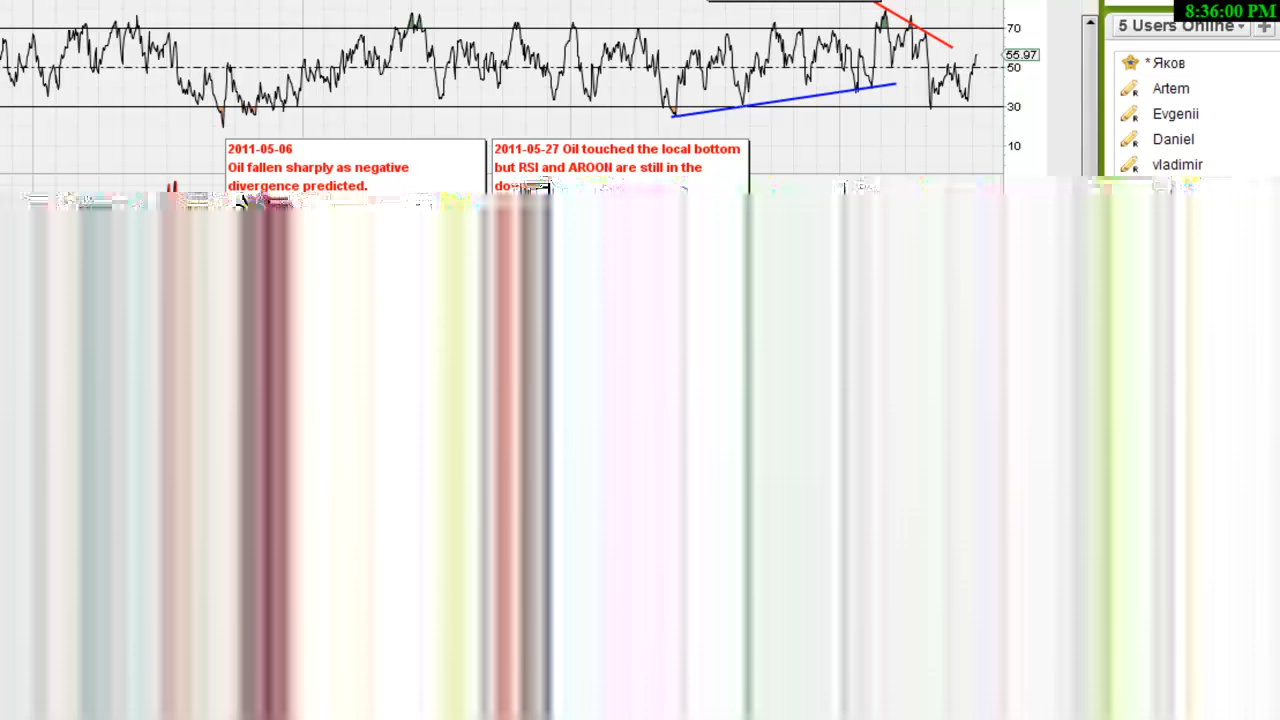 8:36:00 PM
5 Users Online
70
55.97
50
30
10
* Яков
Artem
Evgenii
Daniel
vladimir
2011-05-06
Oil fallen sharply as negative
divergence predicted.
2011-05-27 Oil touched the local bottom
but RSI and AROON are still in the